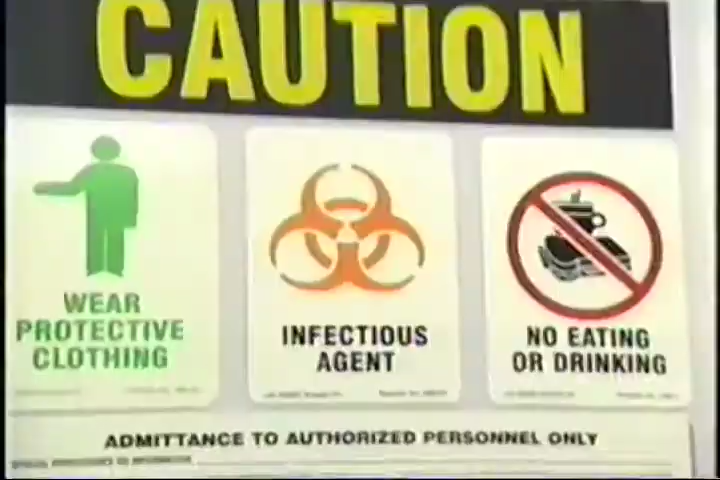 CAUTION
WEAR
PROTECTIVE
CLOTHING
INFECTIOUS
AGENT
NO EATING
OR DRINKING
ADMITTANCE TO AUTHORIZED PERSONNEL ONLY